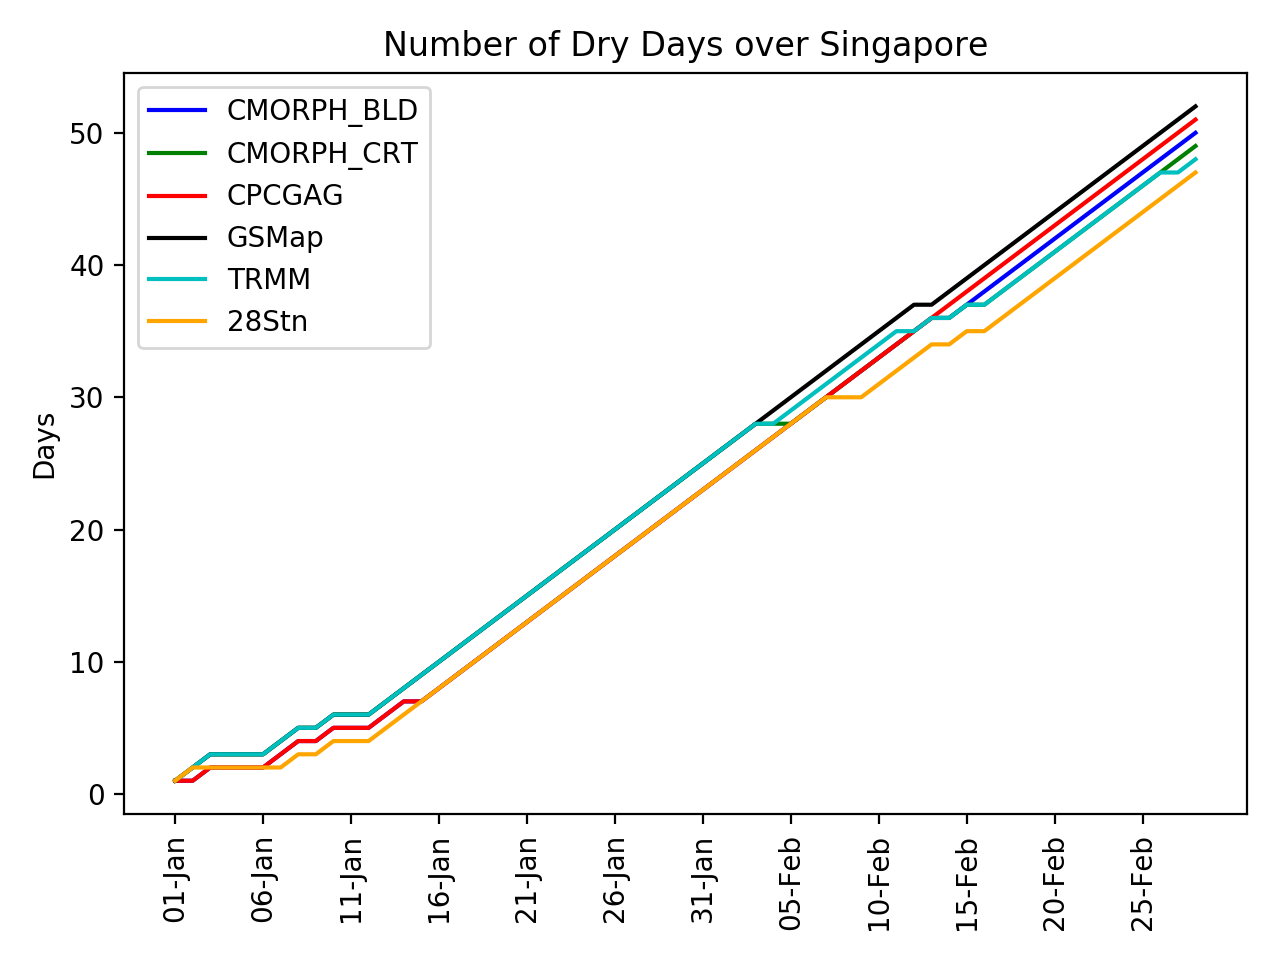 Number of Dry Days over Singapore
CMORPH_BLD
CMORPH_CRT
CPCGAG
GSMap
TRMM
28Stn
Days
50
40
30
20
10
0
01-Jan
06-Jan
11-Jan
16-Jan
21-Jan
26-Jan
31-Jan
05-Feb
10-Feb
15-Feb
20-Feb
25-Feb